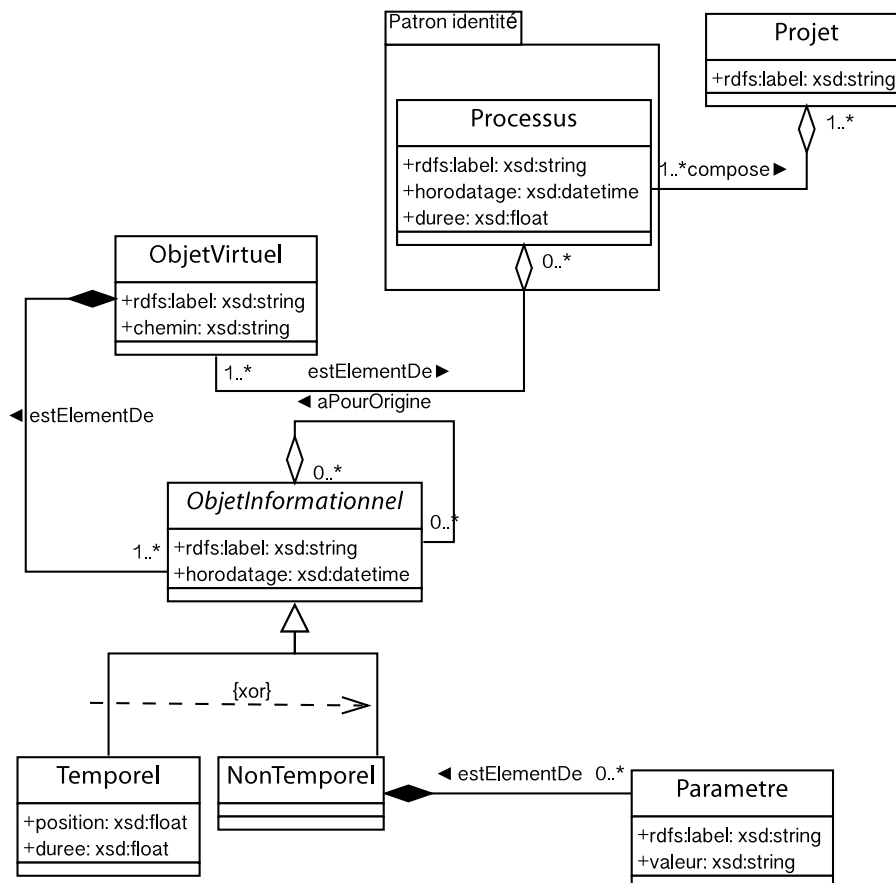 Patron identité
Projet
+rdfs:label: xsd:string
1..*
Processus
+rdfs:label: xsd:string
+horodatage: xsd:datetime
+duree: xsd:float
1..*compose ►
0..*
ObjetVirtuel
+rdfs:label: xsd:string
+chemin: xsd:string
1..*
estElementDe ►
◄ aPourOrigine
◄ estElementDe
0..*
ObjetInformationnel
+rdfs:label: xsd:string
+horodatage: xsd:datetime
0..*
1..*
{xor}
Temporel
+position: xsd:float
+duree: xsd:float
NonTemporel
◄ estElementDe 0..*
Parametre
+rdfs:label: xsd:string
+valeur: xsd:string